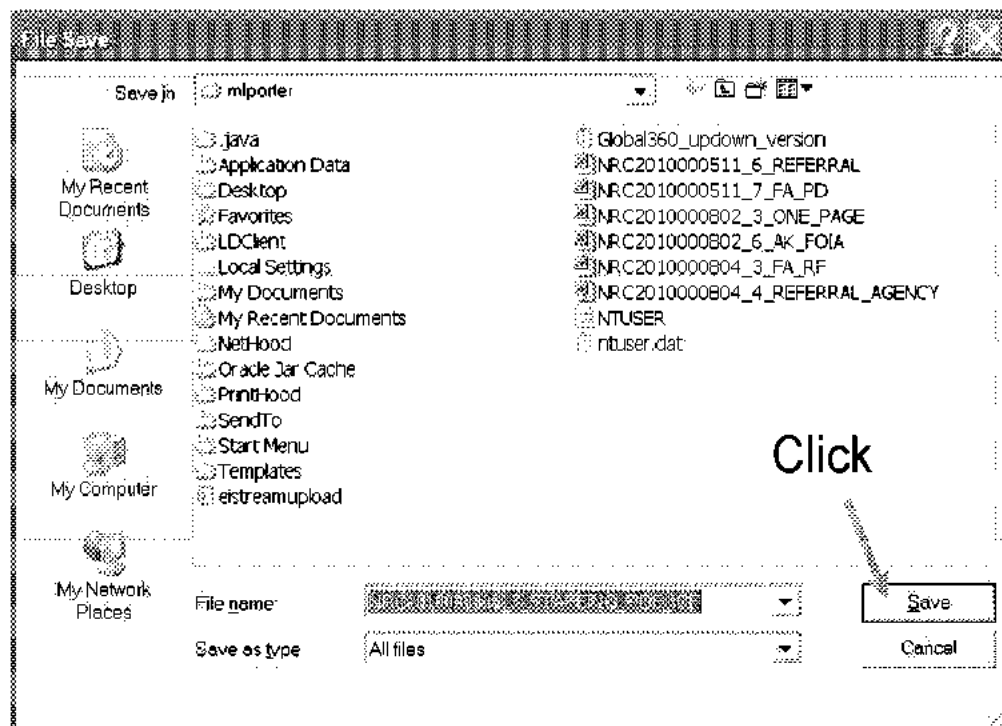 File Save
Save in mlporter
My Recent
Documents
Desktop
My Documents
My Computer
My Network
Places
.java
Application Data
Desktop
Favorites
LDClient
Local Settings
My Documents
My Recent Documents
NetHood
Oracle Jar Cache
PrintHood
SendTo
Start Menu
Templates
eistreamupload
Global360_updown_version
NRC2010000511_6_REFERRAL
NRC2010000511_7_FA_PD
NRC2010000802_3_ONE_PAGE
NRC2010000802_6_AK_FOIA
NRC2010000804_3_FA_RF
NRC2010000804_4_REFERRAL_AGENCY
NTUSER
ntuser.dat
Click
File name:
Save
Save as type All files
Cancel